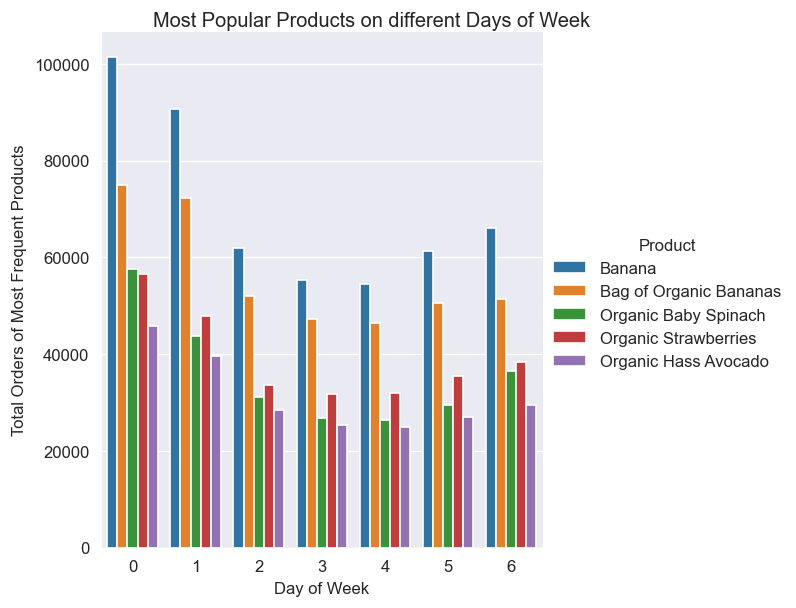 Most Popular Products on different Days of Week
Total Orders of Most Frequent Products
100000
80000
60000
40000
20000
0
0 1 2 3 4 5 6
Day of Week
Product
Banana
Bag of Organic Bananas
Organic Baby Spinach
Organic Strawberries
Organic Hass Avocado